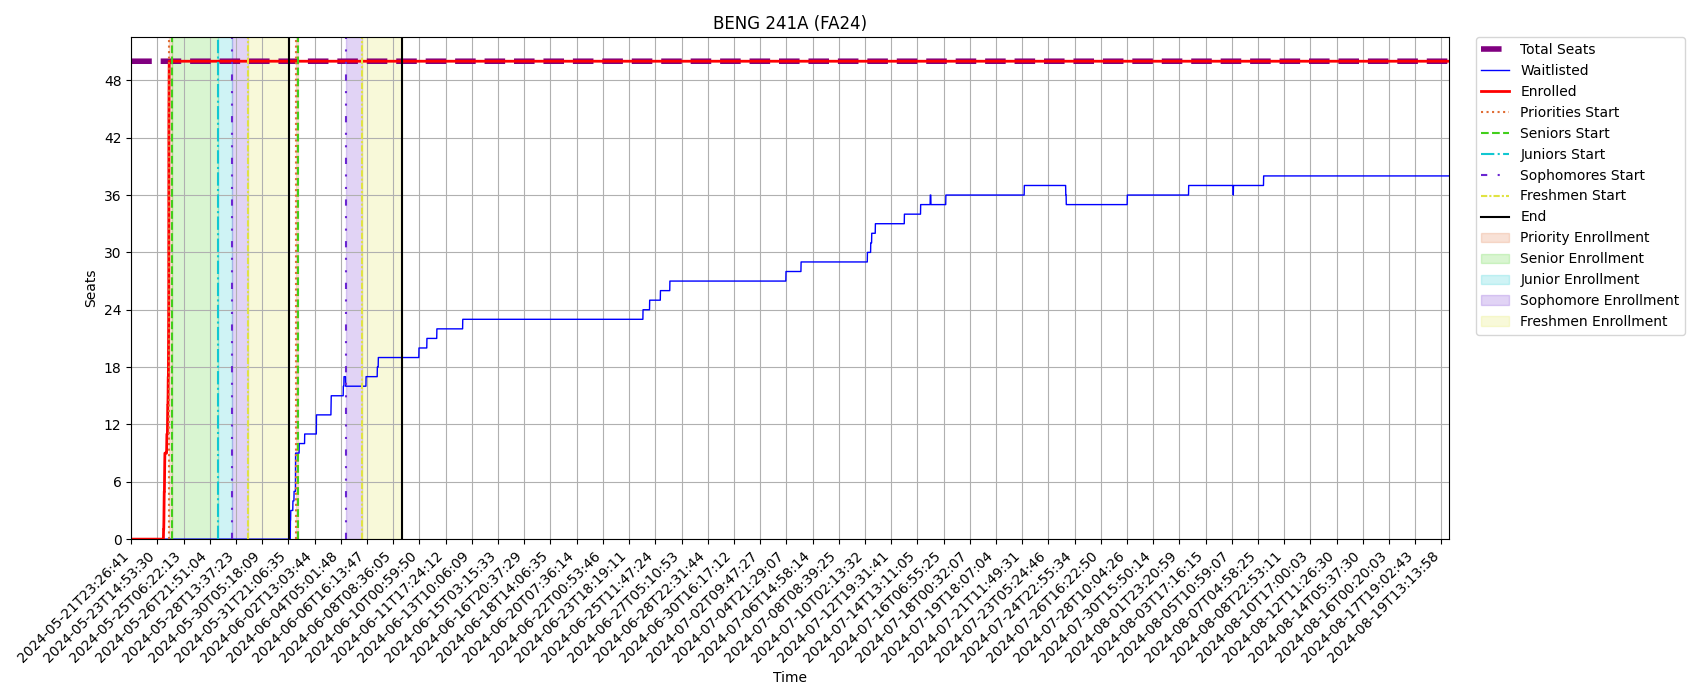 BENG 241A (FA24)
Seats
48
42
36
30
24
18
12
6
0
2024-05-21T23:26:41
2024-05-23T14:53:30
2024-05-25T06:22:13
2024-05-26T21:51:04
2024-05-28T13:37:23
2024-05-30T05:18:09
2024-05-31T21:06:35
2024-06-02T13:03:44
2024-06-04T05:01:48
2024-06-06T16:13:47
2024-06-08T08:36:05
2024-06-10T10:59:50
2024-06-11T17:24:12
2024-06-13T10:06:09
2024-06-15T03:15:33
2024-06-16T20:37:29
2024-06-18T14:06:35
2024-06-20T07:36:14
2024-06-22T00:53:46
2024-06-23T18:19:11
2024-06-25T11:47:24
2024-06-27T05:10:53
2024-06-28T22:31:44
2024-06-30T16:17:12
2024-07-02T09:47:27
2024-07-04T21:29:07
2024-07-06T14:58:14
2024-07-08T08:39:25
2024-07-10T02:13:32
2024-07-12T19:31:41
2024-07-14T13:11:05
2024-07-16T06:55:25
2024-07-18T00:32:07
2024-07-19T18:07:04
2024-07-21T11:49:31
2024-07-23T05:24:46
2024-07-24T22:55:34
2024-07-26T16:22:50
2024-07-28T10:04:26
2024-07-30T15:50:14
2024-08-01T23:20:59
2024-08-03T17:16:15
2024-08-05T10:59:07
2024-08-07T04:58:25
2024-08-08T22:53:11
2024-08-10T17:00:03
2024-08-12T11:26:30
2024-08-14T05:37:30
2024-08-16T00:20:03
2024-08-17T19:02:43
2024-08-19T13:13:58
Time
Total Seats
Waitlisted
Enrolled
Priorities Start
Seniors Start
Juniors Start
Sophomores Start
Freshmen Start
End
Priority Enrollment
Senior Enrollment
Junior Enrollment
Sophomore Enrollment
Freshmen Enrollment